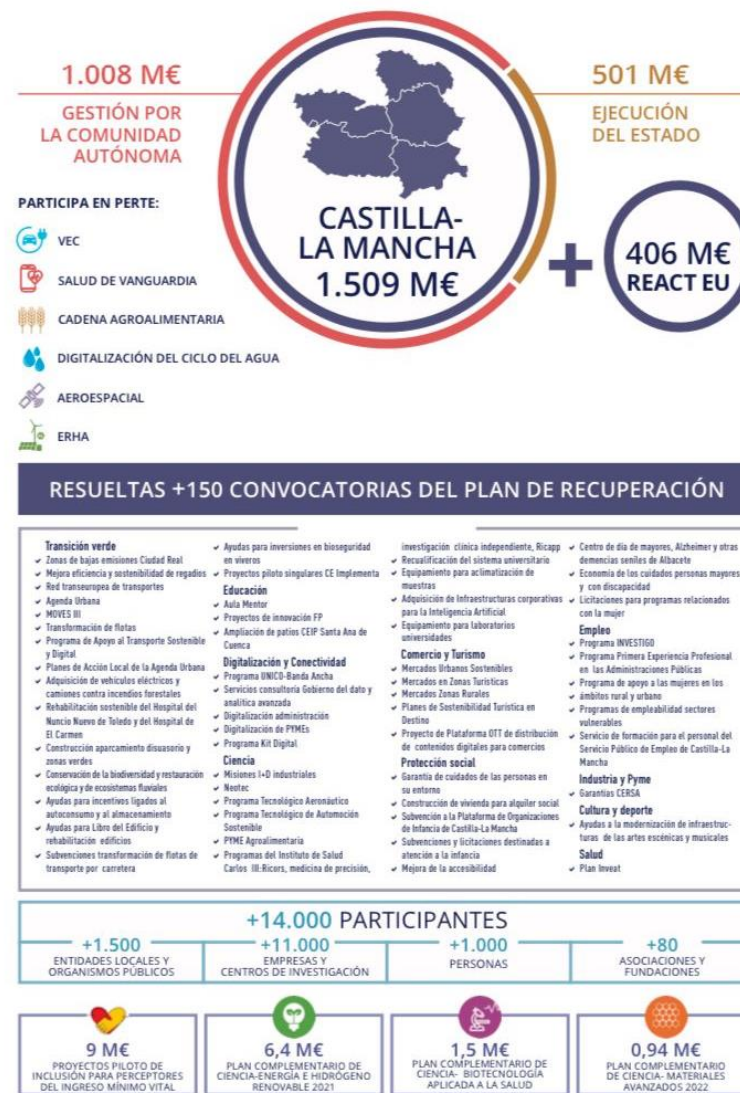 1.008 M€
GESTIÓN POR
LA COMUNIDAD
AUTÓNOMA
CASTILLA-
LA MANCHA
1.509 M€
501 M€
EJECUCIÓN
DEL ESTADO
+
406 M€
REACT EU
PARTICIPA EN PERTE:
VEC
SALUD DE VANGUARDIA
CADENA AGROALIMENTARIA
DIGITALIZACIÓN DEL CICLO DEL AGUA
AEROESPACIAL
ERHA
RESUELTAS +150 CONVOCATORIAS DEL PLAN DE RECUPERACIÓN
Transición verde
Zonas de bajas emisiones Ciudad Real
Mejora eficiencia y sostenibilidad de regadíos
Red transeuropea de transportes
Agenda Urbana
MOVES III
Transformación de flotas
Programa de Apoyo al Transporte Sostenible
y Digital
Planes de Acción Local de la Agenda Urbana
Adquisición de vehículos eléctricos y
camiones contra incendios forestales
Rehabilitación sostenible del Hospital del
Nuncio Nuevo de Toledo y del Hospital de
El Carmen
Construcción aparcamiento disuasorio y
zonas verdes
Conservación de la biodiversidad y restauración
ecológica y de ecosistemas fluviales
Ayudas para incentivos ligados al
autoconsumo y al almacenamiento
Ayudas para Libro del Edificio y
rehabilitación edificios
Subvenciones transformación de flotas de
transporte por carretera
Ayudas para inversiones en bioseguridad
en viveros
Proyectos piloto singulares CE Implementa
Educación
Aula Mentor
Proyectos de innovación FP
Ampliación de patios CEIP Santa Ana de
Cuenca
Digitalización y Conectividad
Programa UNICO-Banda Ancha
Servicios consultoría Gobierno del dato y
analítica avanzada
Digitalización administración
Digitalización de PYMEs
Programa Kit Digital
Ciencia
Misiones I+D industriales
Neotec
Programa Tecnológico Aeronáutico
Programa Tecnológico de Automoción
Sostenible
PYME Agroalimentaria
Programas del Instituto de Salud
Carlos III:Ricors, medicina de precisión,
investigación clínica independiente, Ricapp
Recualificación del sistema universitario
Equipamiento para aclimatización de
muestras
Adquisición de Infraestructuras corporativas
para la Inteligencia Artificial
Equipamiento para laboratorios
universidades
Comercio y Turismo
Mercados Urbanos Sostenibles
Mercados en Zonas Turísticas
Mercados Zonas Rurales
Planes de Sostenibilidad Turística en
Destino
Proyecto de Plataforma OTT de distribución
de contenidos digitales para comercios
Protección social
Garantía de cuidados de las personas en
su entorno
Construcción de vivienda para alquiler social
Subvención a la Plataforma de Organizaciones
de Infancia de Castilla-La Mancha
Subvenciones y licitaciones destinadas a
atención a la infancia
Mejora de la accesibilidad
Centro de día de mayores, Alzheimer y otras
demencias seniles de Albacete
Economía de los cuidados personas mayores
y con discapacidad
Licitaciones para programas relacionados
con la mujer
Empleo
Programa INVESTIGO
Programa Primera Experiencia Profesional
en las Administraciones Públicas
Programa de apoyo a las mujeres en los
ámbitos rural y urbano
Programas de empleabilidad sectores
vulnerables
Servicio de formación para el personal del
Servicio Público de Empleo de Castilla-La
Mancha
Industria y Pyme
Garantías CERSA
Cultura y deporte
Ayudas a la modernización de infraestruc-
turas de las artes escénicas y musicales
Salud
Plan Inveat
+14.000 PARTICIPANTES
+1.500
ENTIDADES LOCALES Y
ORGANISMOS PÚBLICOS
+11.000
EMPRESAS Y
CENTROS DE INVESTIGACIÓN
+1.000
PERSONAS
+80
ASOCIACIONES Y
FUNDACIONES
9 M€
PROYECTOS PILOTO DE
INCLUSIÓN PARA PERCEPTORES
DEL INGRESO MÍNIMO VITAL
6,4 M€
PLAN COMPLEMENTARIO DE
CIENCIA-ENERGÍA E HIDRÓGENO
RENOVABLE 2021
1,5 M€
PLAN COMPLEMENTARIO DE
CIENCIA- BIOTECNOLOGÍA
APLICADA A LA SALUD
0,94 M€
PLAN COMPLEMENTARIO
DE CIENCIA- MATERIALES
AVANZADOS 2022